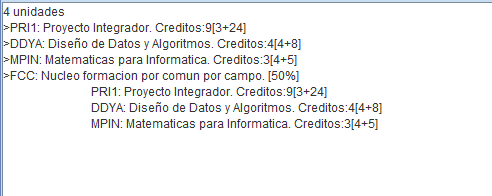 4 unidades
>PRI1: Proyecto Integrador. Creditos:9[3+24]
>DDYA: Diseño de Datos y Algoritmos. Creditos:4[4+8]
>MPIN: Matematicas para Informatica. Creditos:3[4+5]
>FCC: Nucleo formacion por comun por campo. [50%]
PRI1: Proyecto Integrador. Creditos:9[3+24]
DDYA: Diseño de Datos y Algoritmos. Creditos:4[4+8]
MPIN: Matematicas para Informatica. Creditos:3[4+5]